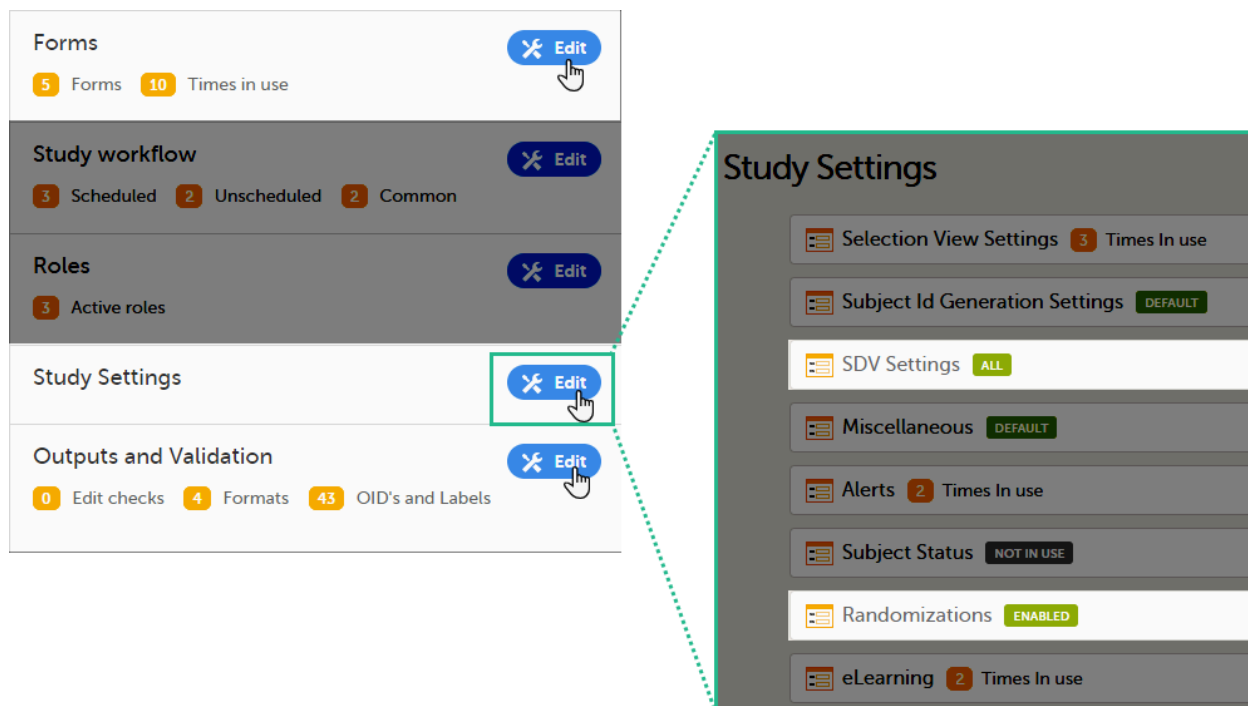 Forms
Edit
5 Forms 10 Times in use
Study workflow
Edit
3 Scheduled 2 Unscheduled 2 Common
Roles
Edit
3 Active roles
Study Settings
Edit
Outputs and Validation
Edit
0 Edit checks 4 Formats 43 OID's and Labels
Study Settings
Selection View Settings 3 Times In use
Subject Id Generation Settings DEFAULT
SDV Settings ALL
Miscellaneous DEFAULT
Alerts 2 Times In use
Subject Status NOT IN USE
Randomizations ENABLED
eLearning 2 Times In use